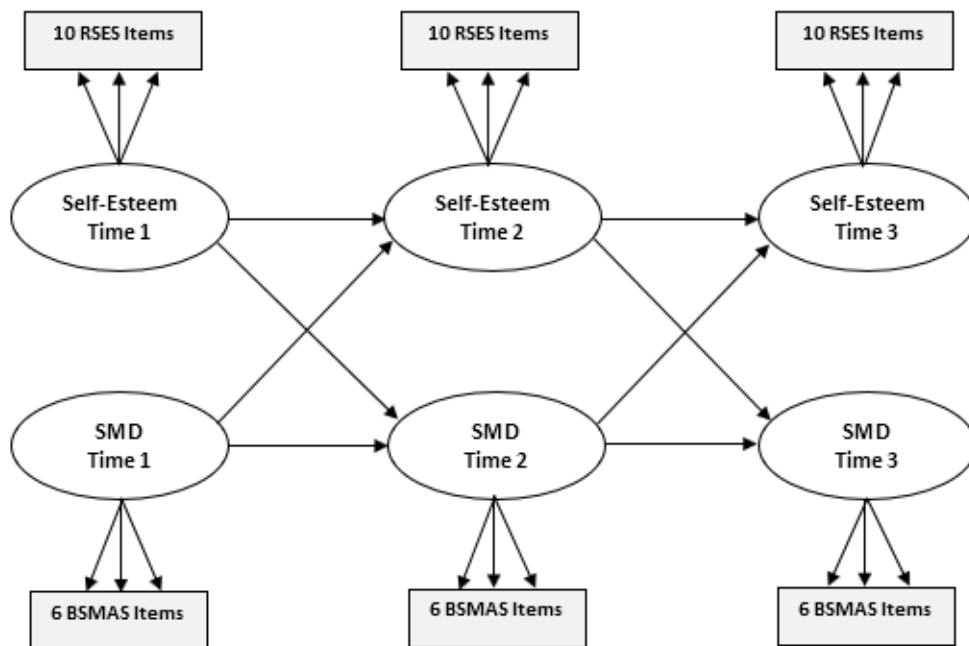 10 RSES Items
10 RSES Items
10 RSES Items
Self-Esteem
Time 1
Self-Esteem
Time 2
Self-Esteem
Time 3
SMD
Time 1
SMD
Time 2
SMD
Time 3
6 BSMAS Items
6 BSMAS Items
6 BSMAS Items